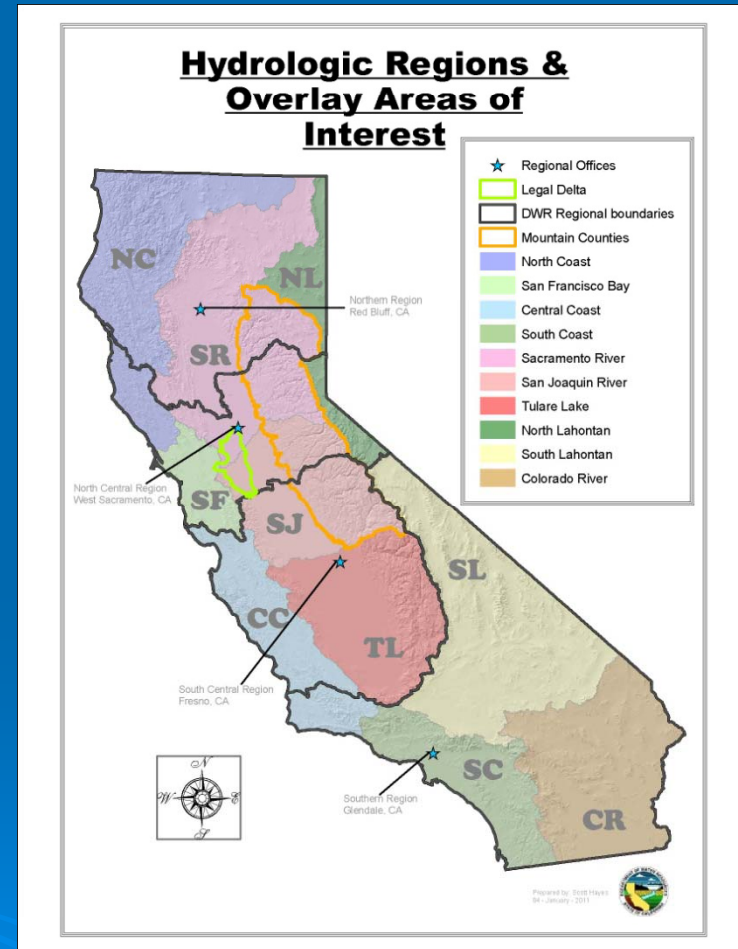 Hydrologic Regions &
Overlay Areas of
Interest
Regional Offices
Legal Delta
DWR Regional boundaries
Mountain Counties
North Coast
San Francisco Bay
Central Coast
South Coast
Sacramento River
San Joaquin River
Tulare Lake
North Lahontan
South Lahontan
Colorado River
NC
NL
Northern Region
Red Bluff, CA
SR
North Central Region
West Sacramento, CA
SF
SJ
SL
CC
TL
South Central Region
Fresno, CA
SC
Southern Region
Glendale, CA
CR
N
W
E
S
Prepared by: Scott Hayes
04 - January - 2011